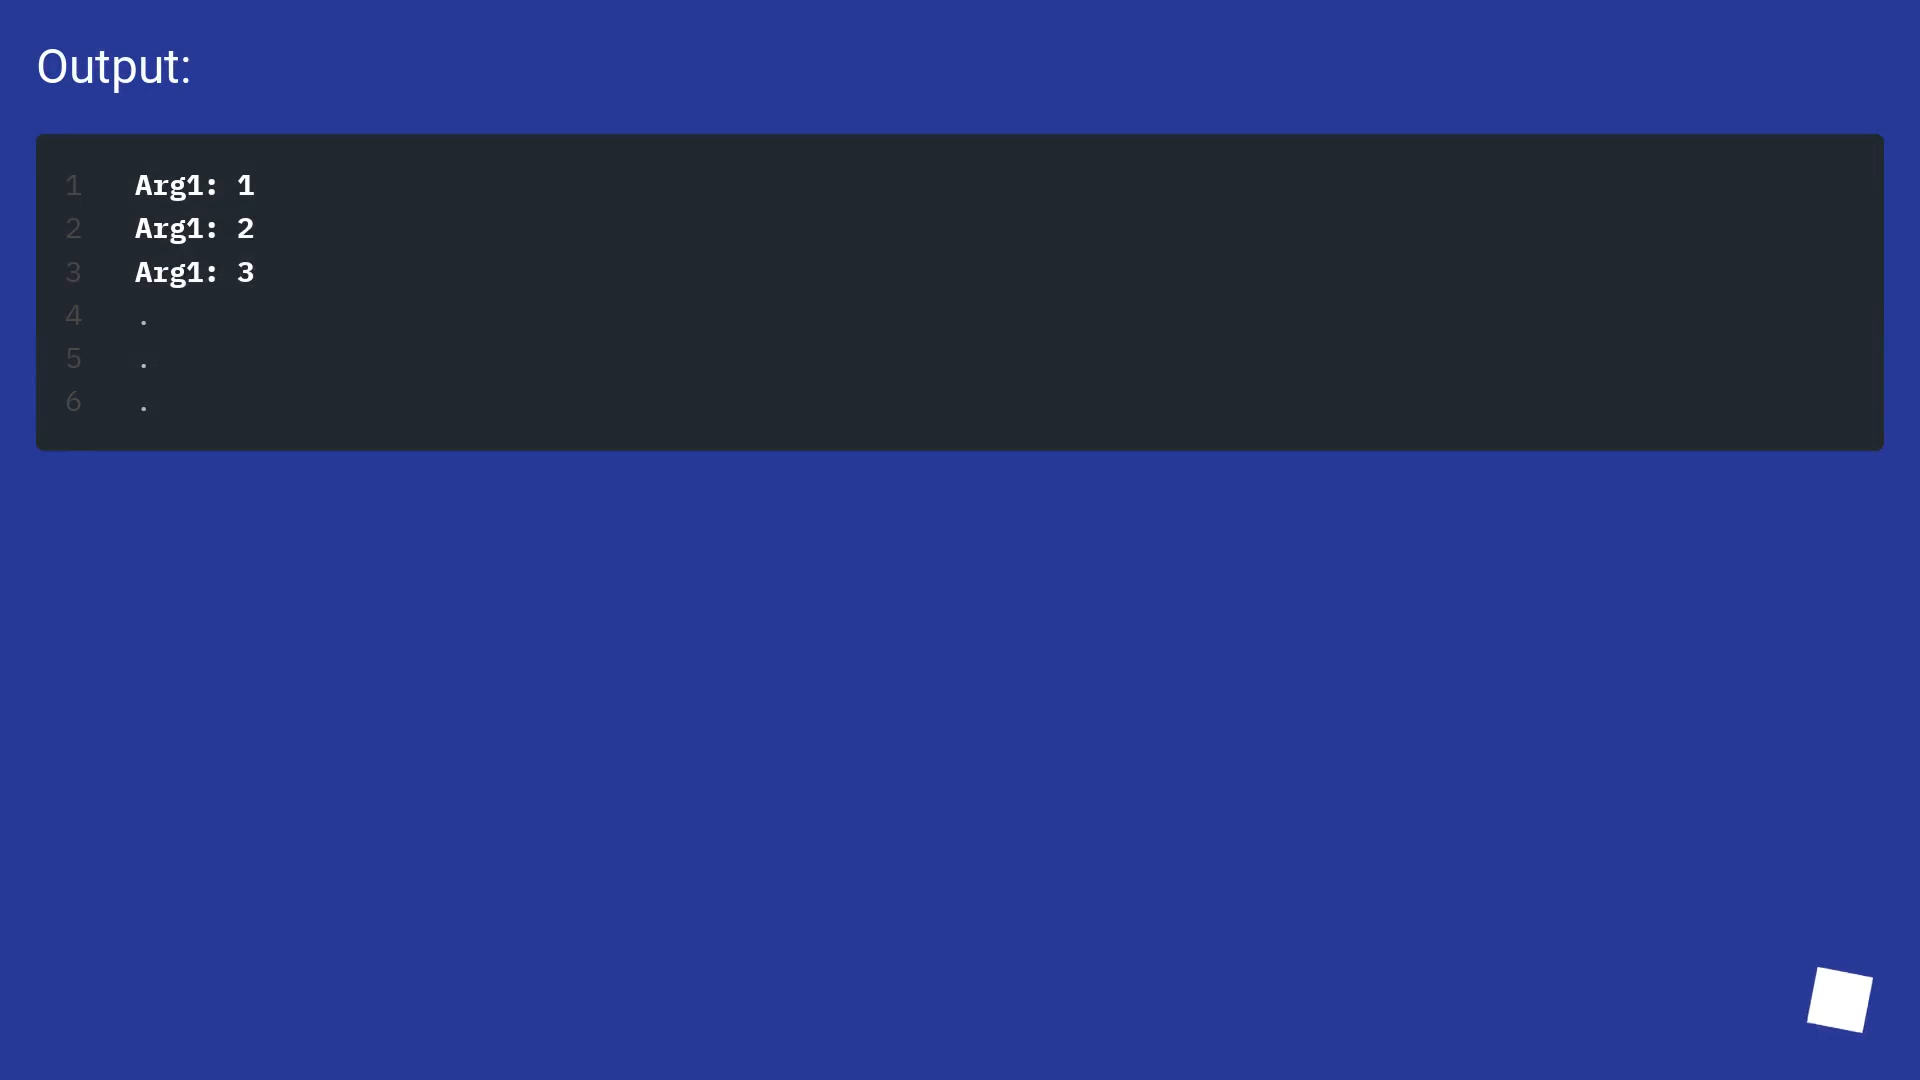 Output:
1 Arg1: 1
2 Arg1: 2
3 Arg1: 3
4 .
5 .
6 .